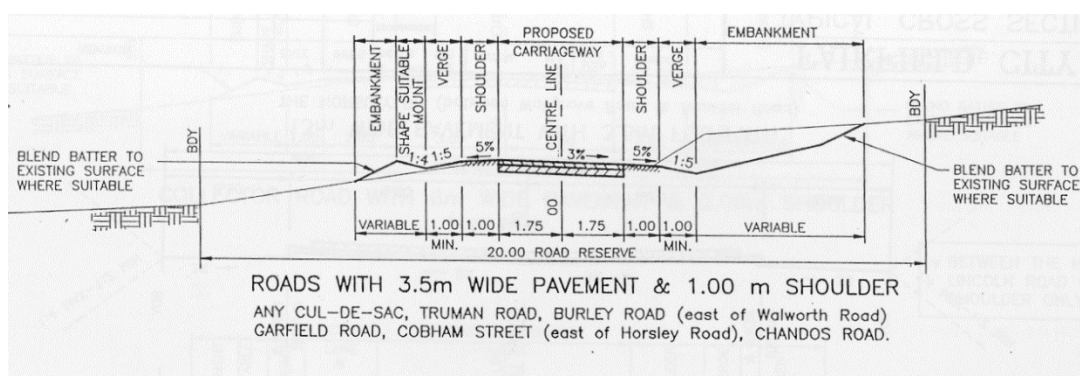 PROPOSED
CARRIAGEWAY
EMBANKMENT
EMBANKMENT
SHAPE SUITABLE
MOUNT
VERGE
SHOULDER
CENTRE LINE
SHOULDER
VERGE
BDY
BDY
1:4
1:5
5%
3%
5%
1:5
BLEND BATTER TO
EXISTING SURFACE
WHERE SUITABLE
BLEND BATTER TO
EXISTING SURFACE
WHERE SUITABLE
00
VARIABLE 1.00 1.00 1.75 1.75 1.00 1.00 VARIABLE
MIN. MIN.
20.00 ROAD RESERVE
ROADS WITH 3.5m WIDE PAVEMENT & 1.00 m SHOULDER
ANY CUL-DE-SAC, TRUMAN ROAD, BURLEY ROAD (east of Walworth Road)
GARFIELD ROAD, COBHAM STREET (east of Horsley Road), CHANDOS ROAD.